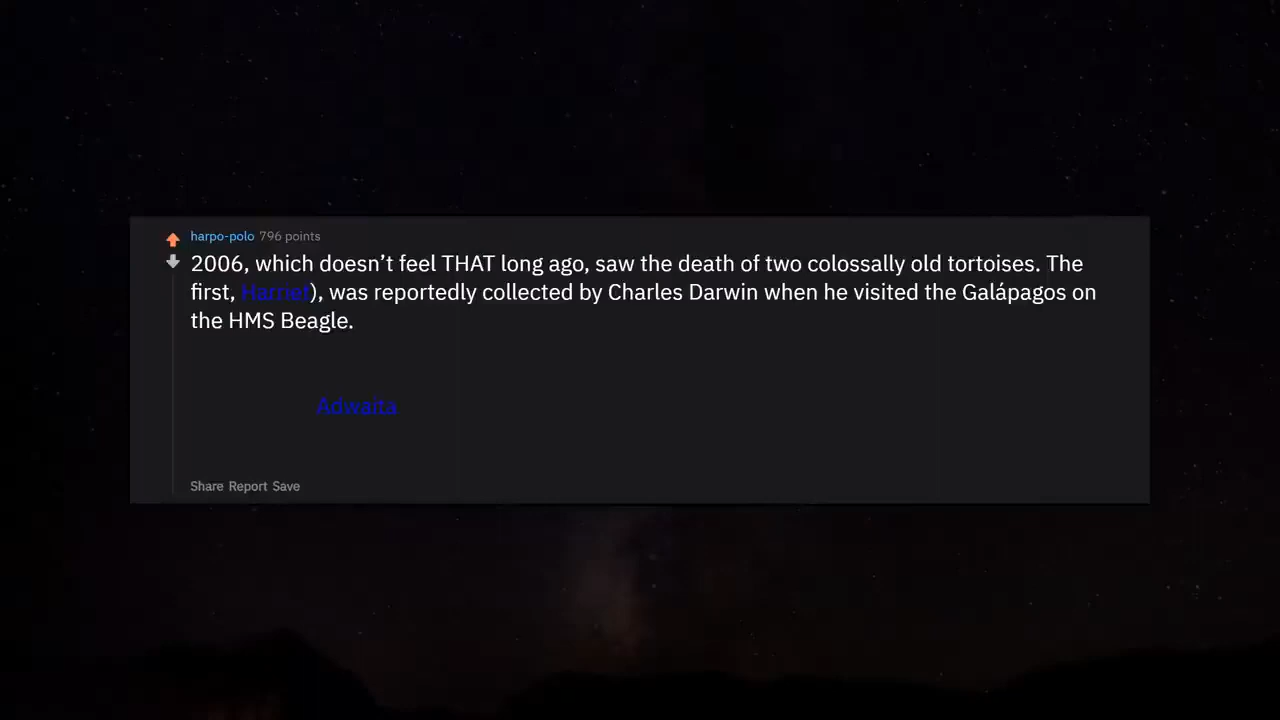 harpo-polo 796 points
2006, which doesn’t feel THAT long ago, saw the death of two colossally old tortoises. The
first, Harriet), was reportedly collected by Charles Darwin when he visited the Galápagos on
the HMS Beagle.
Adwaita
Share Report Save